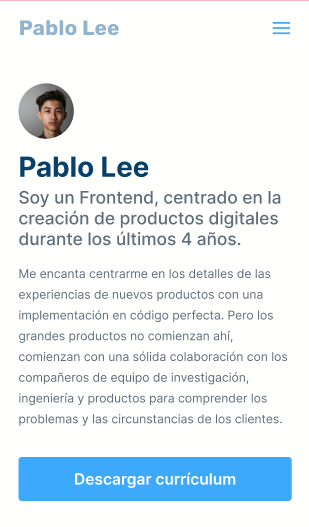 Pablo Lee
Pablo Lee
Soy un Frontend, centrado en la
creación de productos digitales
durante los últimos 4 años.
Me encanta centrarme en los detalles de las
experiencias de nuevos productos con una
implementación en código perfecta. Pero los
grandes productos no comienzan ahí,
comienzan con una sólida colaboración con los
compañeros de equipo de investigación,
ingeniería y productos para comprender los
problemas y las circunstancias de los clientes.
Descargar currículum